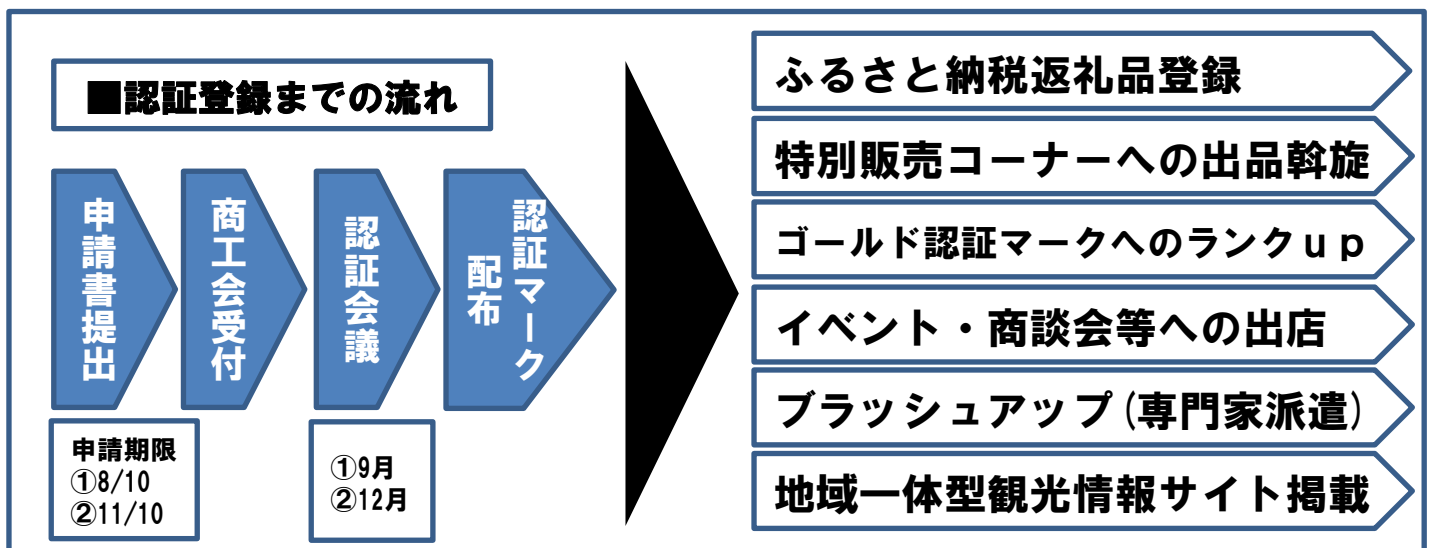 ■認証登録までの流れ
申請書提出
商工会受付
認証会議
認証マーク
配布
申請期限
①8/10
②11/10
①9月
②12月
ふるさと納税返礼品登録
特別販売コーナーへの出品斡旋
ゴールド認証マークへのランクｕｐ
イベント・商談会等への出店
ブラッシュアップ(専門家派遣)
地域一体型観光情報サイト掲載